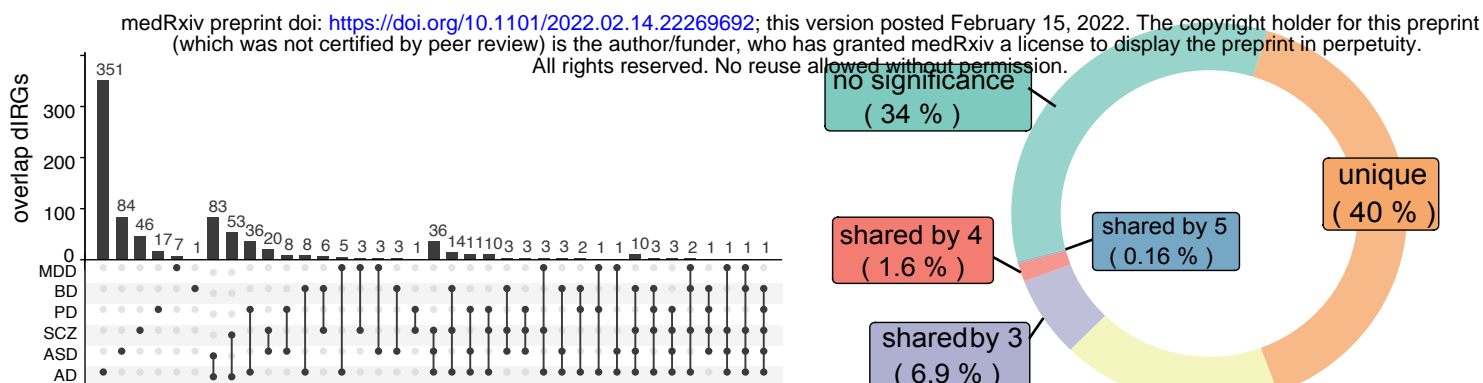 medRxiv preprint doi: https://doi.org/10.1101/2022.02.14.22269692; this version posted February 15, 2022. The copyright holder for this preprint
(which was not certified by peer review) is the author/funder, who has granted medRxiv a license to display the preprint in perpetuity.
All rights reserved. No reuse allowed without permission.
overlap dIRGs
300
200
100
0
351
84
46
17
7
1
83
53
36
20
8
8
6
5
3
3
3
1
36
14
11
10
3
3
3
3
2
1
1
10
3
3
2
1
1
1
1
MDD
BD
PD
SCZ
ASD
AD
no significance
( 34 % )
unique
( 40 % )
shared by 4
( 1.6 % )
shared by 5
( 0.16 % )
sharedby 3
( 6.9 % )